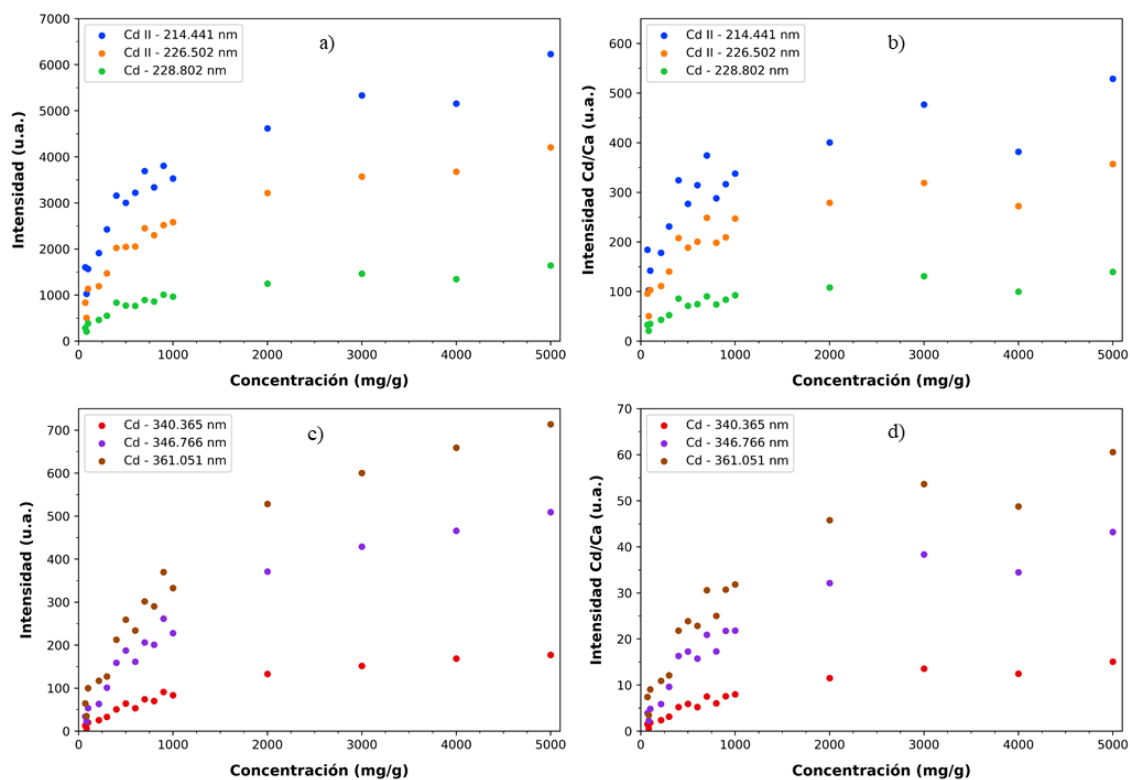 a)
Cd II - 214.441 nm
Cd II - 226.502 nm
Cd - 228.802 nm
7000
6000
5000
4000
3000
2000
1000
0
Intensidad (u.a.)
0 1000 2000 3000 4000 5000
Concentración (mg/g)
b)
Cd II - 214.441 nm
Cd II - 226.502 nm
Cd - 228.802 nm
600
500
400
300
200
100
0
Intensidad Cd/Ca (u.a.)
0 1000 2000 3000 4000 5000
Concentración (mg/g)
c)
Cd - 340.365 nm
Cd - 346.766 nm
Cd - 361.051 nm
700
600
500
400
300
200
100
0
Intensidad (u.a.)
0 1000 2000 3000 4000 5000
Concentración (mg/g)
d)
Cd - 340.365 nm
Cd - 346.766 nm
Cd - 361.051 nm
70
60
50
40
30
20
10
0
Intensidad Cd/Ca (u.a.)
0 1000 2000 3000 4000 5000
Concentración (mg/g)